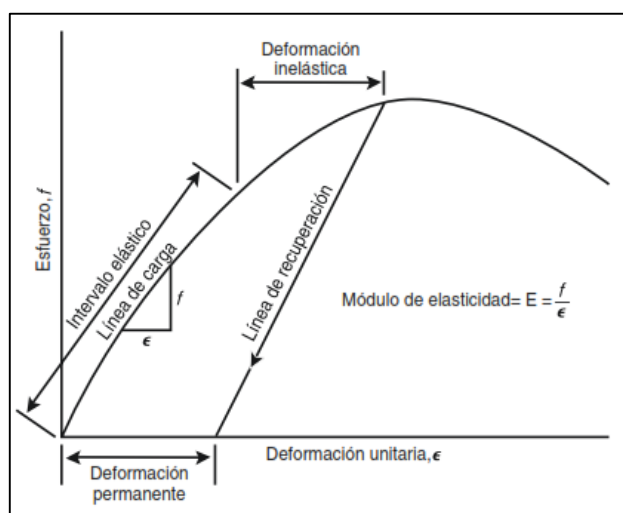 Deformación
inelástica
Esfuerzo, f
Intervalo elástico
Línea de carga
f
ϵ
Línea de recuperación
Módulo de elasticidad= E = f/ϵ
Deformación unitaria,ϵ
Deformación
permanente